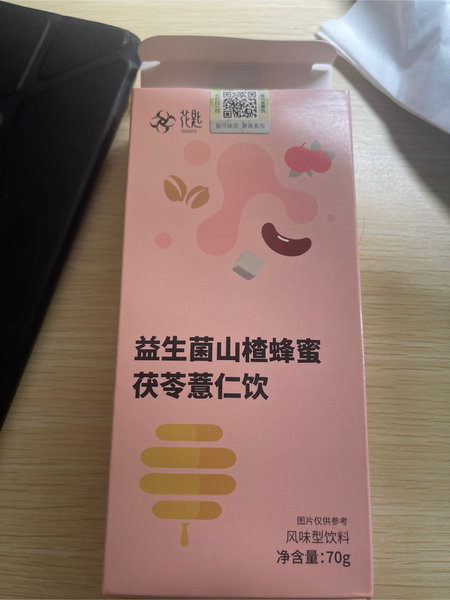 花匙
HUASHI
益生菌山楂蜂蜜
茯苓薏仁饮
图片仅供参考
风味型饮料
净含量:70g